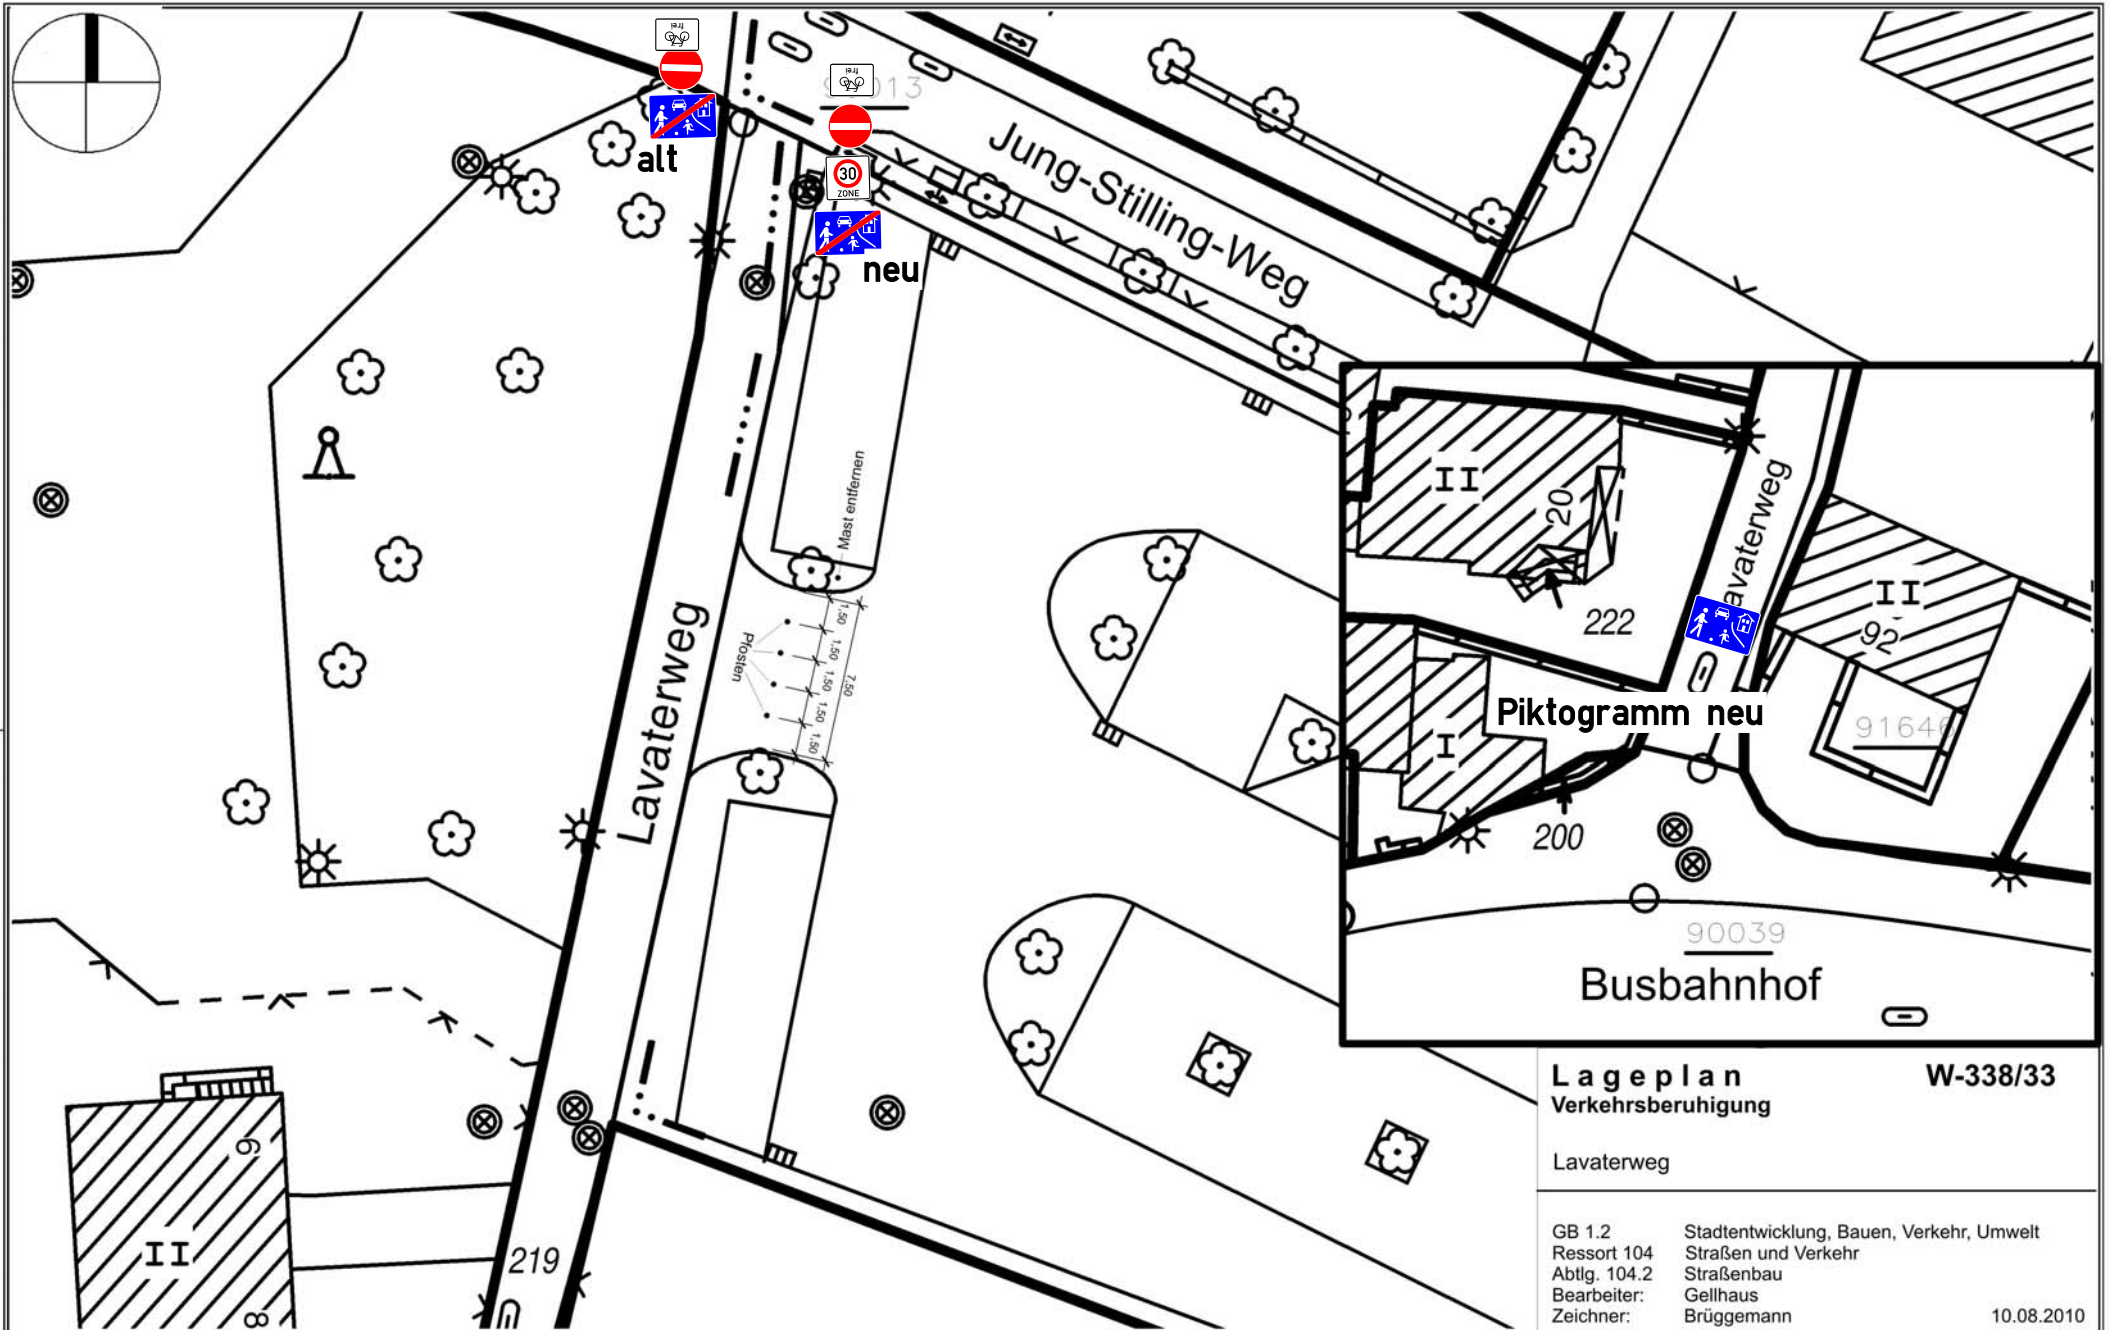 frei
frei
90013
alt
30
ZONE
neu
Jung-Stilling-Weg
Mast entfernen
Pfosten
1,50
1,50
1,50
1,50
1,50
7,50
Lavaterweg
II
20
222
Lavaterweg
II
92
Piktogramm neu
91646
I
200
90039
Busbahnhof
6
II
8
219
Lageplan W-338/33
Verkehrsberuhigung
Lavaterweg
GB 1.2 Stadtentwicklung, Bauen, Verkehr, Umwelt
Ressort 104 Straßen und Verkehr
Abtlg. 104.2 Straßenbau
Bearbeiter: Gellhaus
Zeichner: Brüggemann 10.08.2010